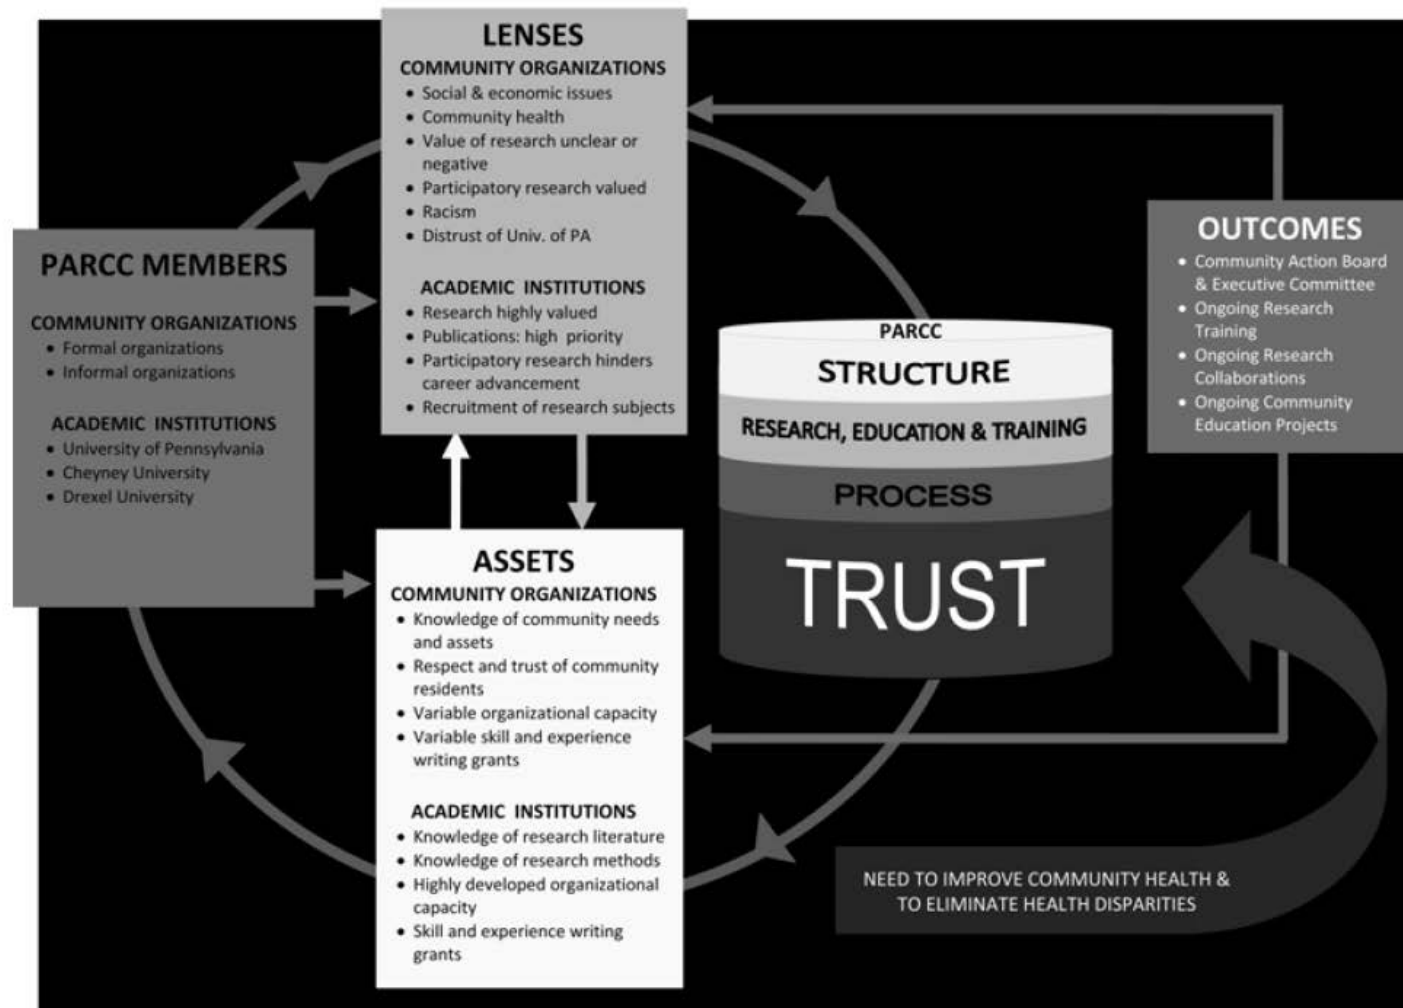 LENSES
COMMUNITY ORGANIZATIONS
• Social & economic issues
• Community health
• Value of research unclear or
negative
• Participatory research valued
• Racism
• Distrust of Univ. of PA
ACADEMIC INSTITUTIONS
• Research highly valued
• Publications: high priority
• Participatory research hinders
career advancement
• Recruitment of research subjects
PARCC MEMBERS
COMMUNITY ORGANIZATIONS
• Formal organizations
• Informal organizations
ACADEMIC INSTITUTIONS
• University of Pennsylvania
• Cheyney University
• Drexel University
ASSETS
COMMUNITY ORGANIZATIONS
• Knowledge of community needs
and assets
• Respect and trust of community
residents
• Variable organizational capacity
• Variable skill and experience
writing grants
ACADEMIC INSTITUTIONS
• Knowledge of research literature
• Knowledge of research methods
• Highly developed organizational
capacity
• Skill and experience writing
grants
PARCC
STRUCTURE
RESEARCH, EDUCATION & TRAINING
PROCESS
TRUST
OUTCOMES
• Community Action Board
& Executive Committee
• Ongoing Research
Training
• Ongoing Research
Collaborations
• Ongoing Community
Education Projects
NEED TO IMPROVE COMMUNITY HEALTH &
TO ELIMINATE HEALTH DISPARITIES